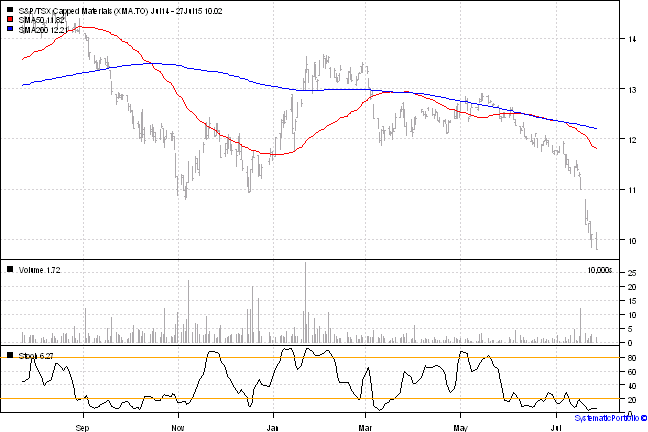 S&P/TSX Capped Materials (XMA.TO) Jul14 - 27Jul15 10.02
SMA50 11.82
SMA200 12.21
14
13
12
11
10
Volume 1.72
10,000s
25
20
15
10
5
0
Stoch 6.27
80
60
40
20
0
Sep
Nov
Jan
Mar
May
Jul
SystematicPortfolio ©